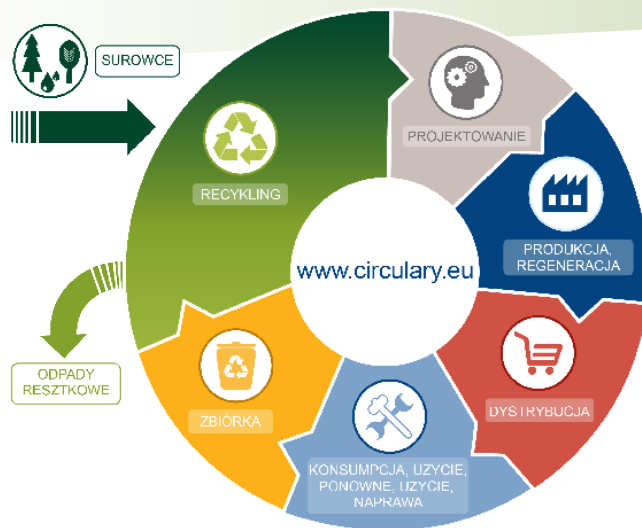 SUROWCE
PROJEKTOWANIE
RECYKLING
PRODUKCJA,
REGENERACJA
www.circulary.eu
ODPADY
RESZTKOWE
ZBIÓRKA
DYSTRYBUCJA
KONSUMPCJA, UŻYCIE,
PONOWNE, UŻYCIE,
NAPRAWA